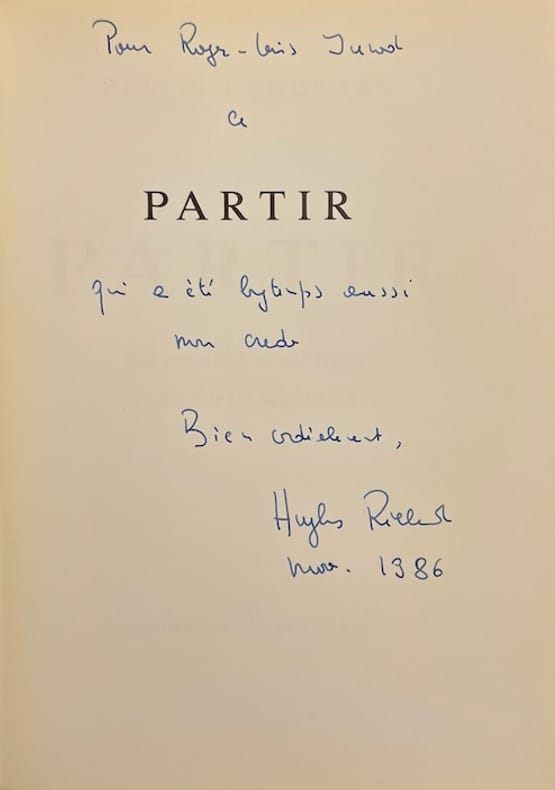 Pour Roger-Louis Junod
ce
PARTIR
qui a été longtemps aussi
mon credo
Bien cordialement,
Hughes Richard
nov. 1986